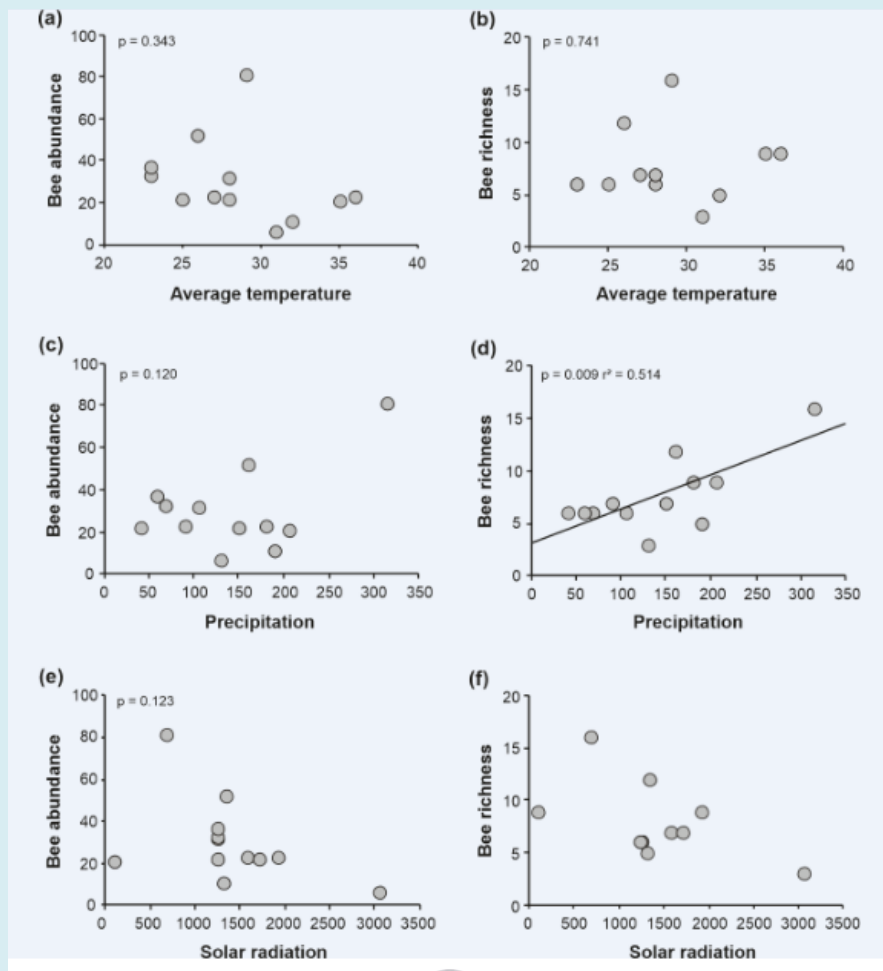 (a)
p = 0.343
Bee abundance
100
80
60
40
20
0
20 25 30 35 40
Average temperature
(b)
p = 0.741
Bee richness
20
15
10
5
0
20 25 30 35 40
Average temperature
(c)
p = 0.120
Bee abundance
100
80
60
40
20
0
0 50 100 150 200 250 300 350
Precipitation
(d)
p = 0.009 r² = 0.514
Bee richness
20
15
10
5
0
0 50 100 150 200 250 300 350
Precipitation
(e)
p = 0.123
Bee abundance
100
80
60
40
20
0
0 500 1000 1500 2000 2500 3000 3500
Solar radiation
(f)
Bee richness
20
15
10
5
0
0 500 1000 1500 2000 2500 3000 3500
Solar radiation